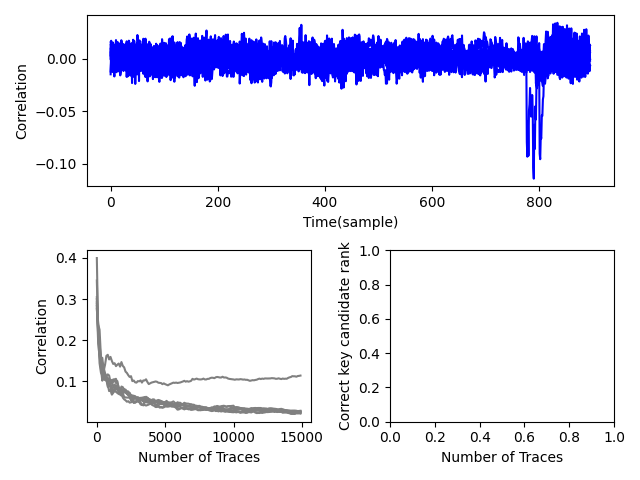 0.00
−0.05
−0.10
Correlation
0 200 400 600 800
Time(sample)
0.4
0.3
0.2
0.1
Correlation
0 5000 10000 15000
Number of Traces
1.0
0.8
0.6
0.4
0.2
0.0
Correct key candidate rank
0.0 0.2 0.4 0.6 0.8 1.0
Number of Traces